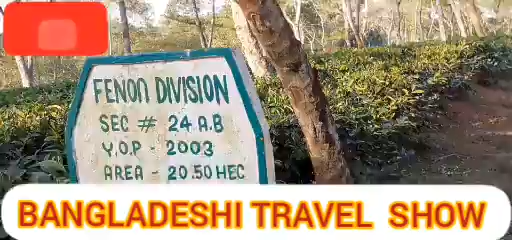 FENON DIVISION
SEC # 24 A.B
Y.O.P - 2003
AREA - 20.50 HEC
BANGLADESHI TRAVEL SHOW